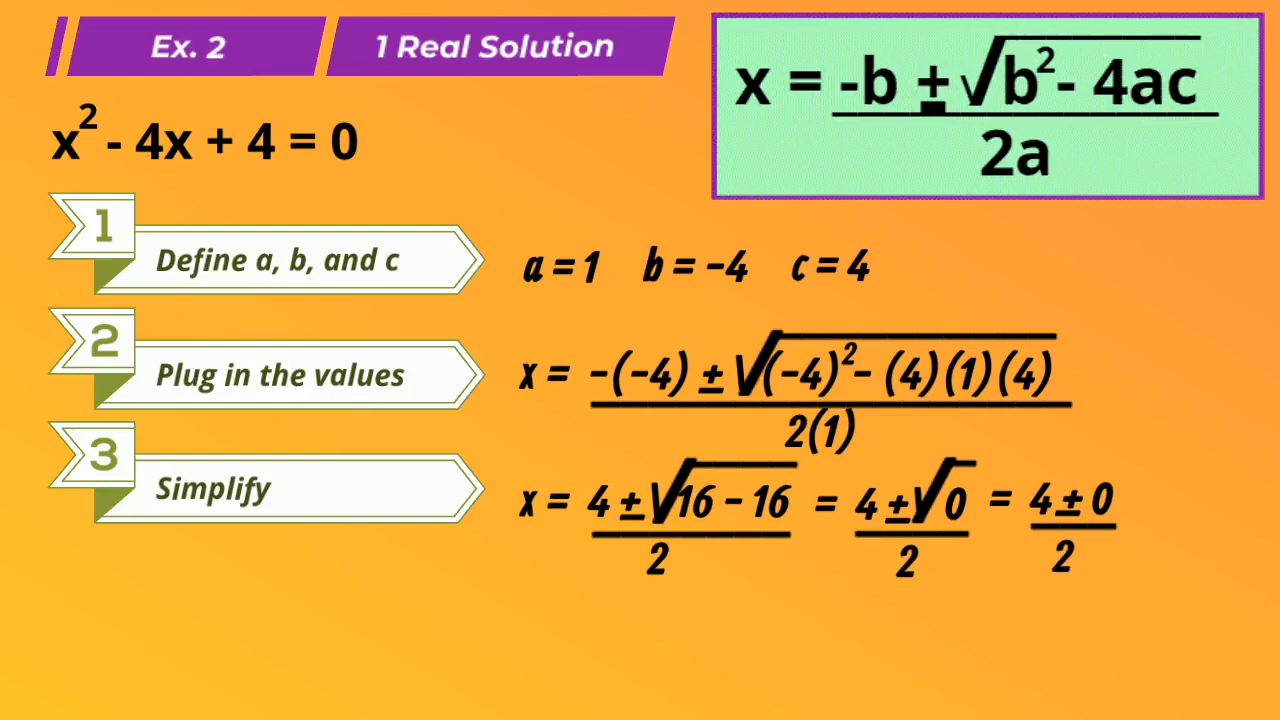 Ex. 2
1 Real Solution
x = -b ± √b² - 4ac
2a
x² - 4x + 4 = 0
1
Define a, b, and c
a = 1 b = -4 c = 4
2
Plug in the values
x = -(-4) ± √(-4)² - (4)(1)(4)
2(1)
3
Simplify
x = 4 ± √16 - 16 = 4 ± √0 = 4 ± 0
2 2 2